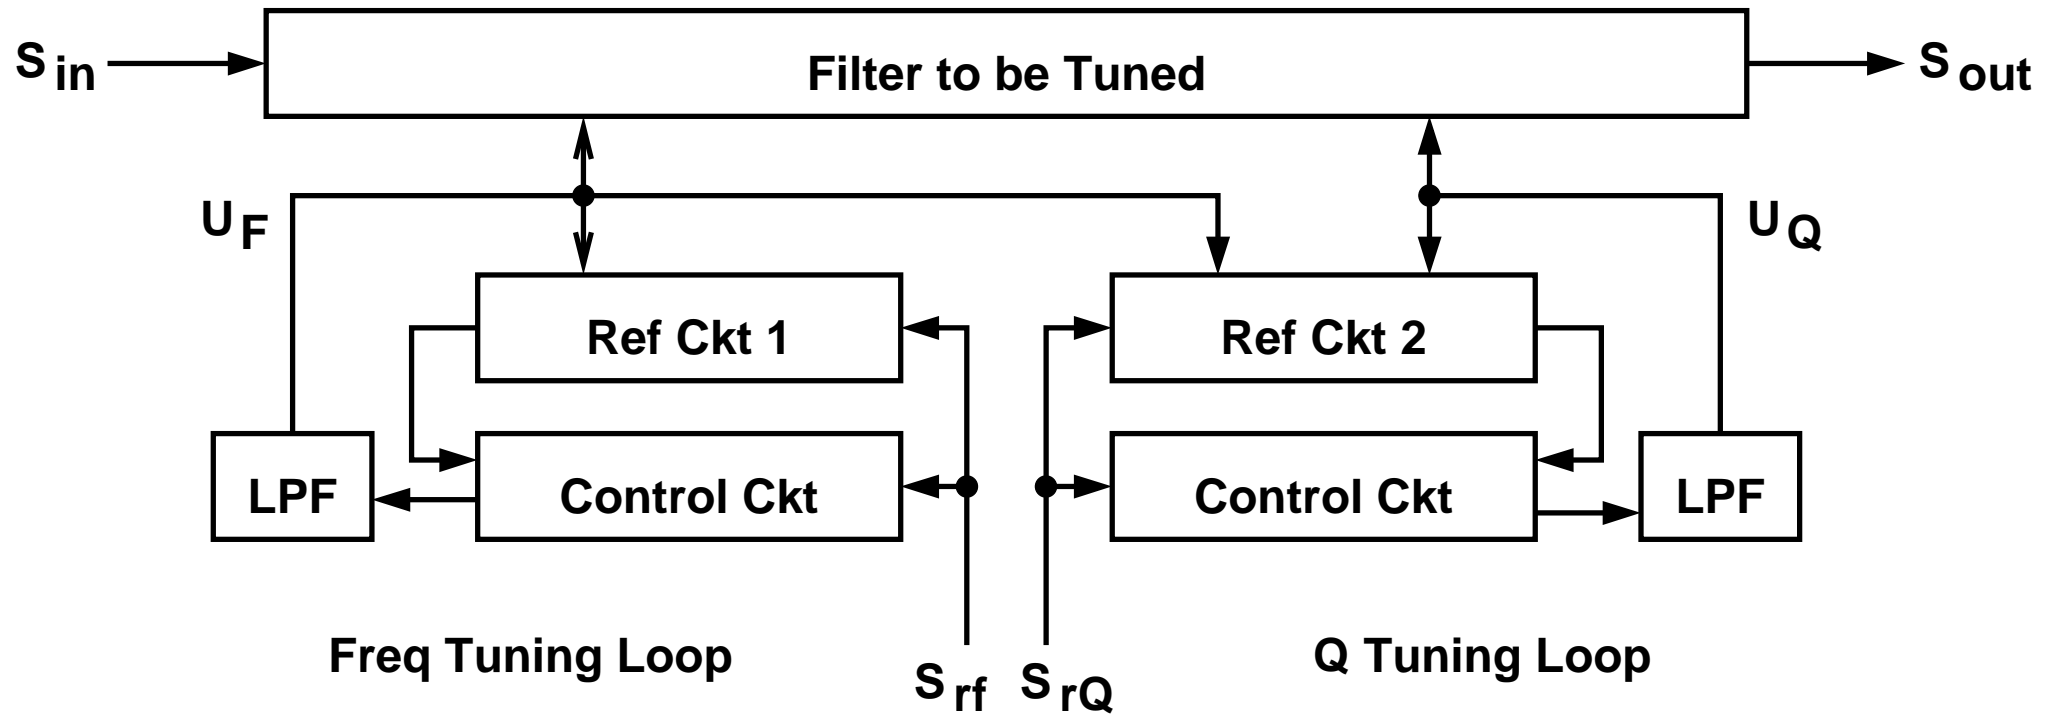 S in
Filter to be Tuned
S out
U F
U Q
Ref Ckt 1
Ref Ckt 2
LPF
Control Ckt
Control Ckt
LPF
Freq Tuning Loop
S rf
S rQ
Q Tuning Loop